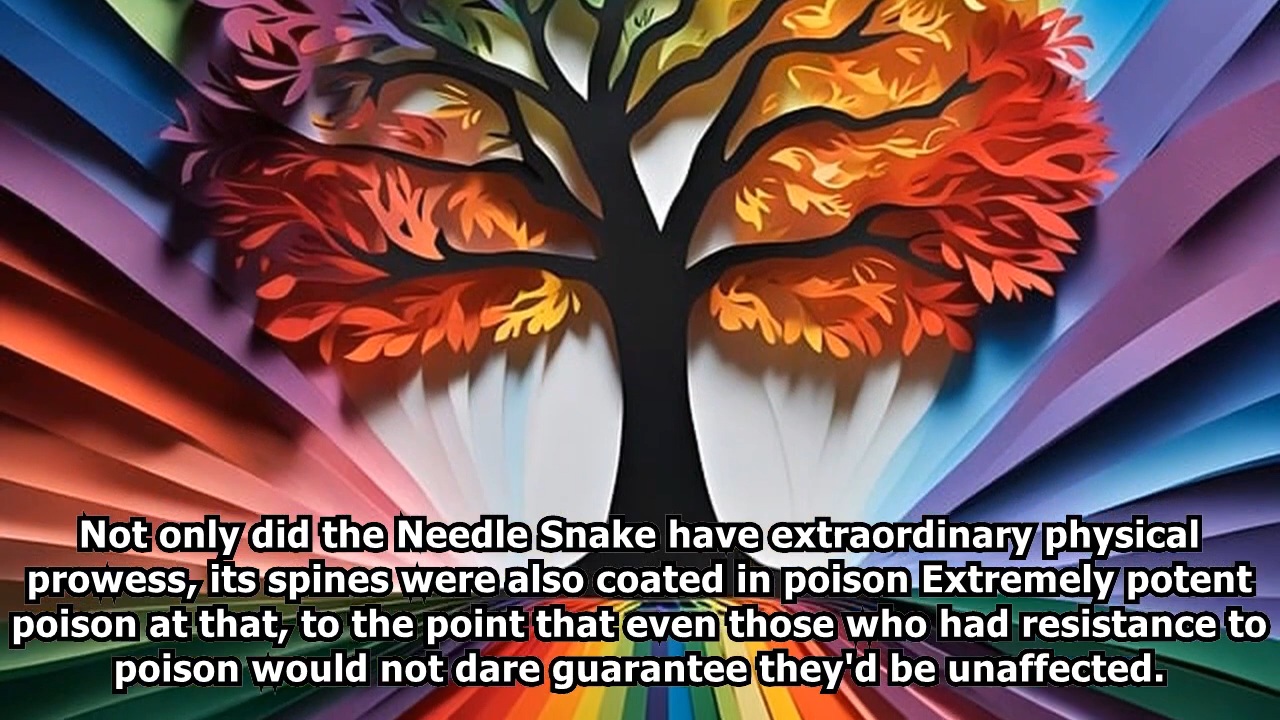 Not only did the Needle Snake have extraordinary physical
prowess, its spines were also coated in poison Extremely potent
poison at that, to the point that even those who had resistance to
poison would not dare guarantee they'd be unaffected.